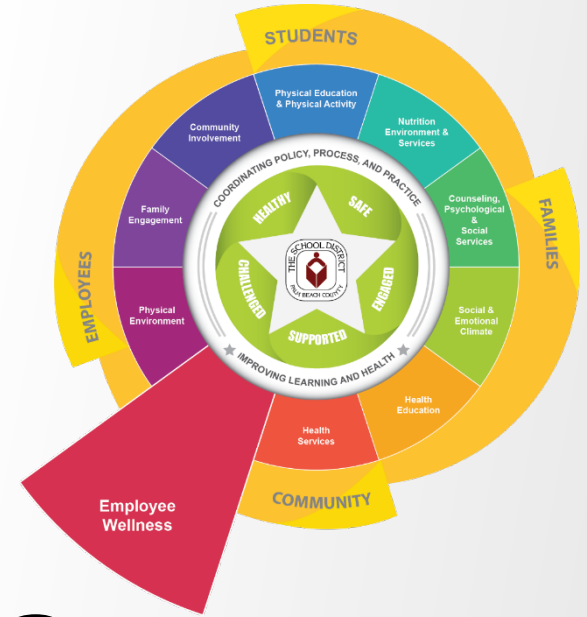 STUDENTS
Physical Education
& Physical Activity
Nutrition
Environment &
Services
Counseling,
Psychological
&
Social
Services
Social &
Emotional
Climate
Health
Education
Health
Services
Employee
Wellness
Physical
Environment
Family
Engagement
Community
Involvement
FAMILIES
COMMUNITY
EMPLOYEES
COORDINATING POLICY, PROCESS, AND PRACTICE
IMPROVING LEARNING AND HEALTH
HEALTHY
SAFE
ENGAGED
SUPPORTED
CHALLENGED
THE SCHOOL DISTRICT
PALM BEACH COUNTY